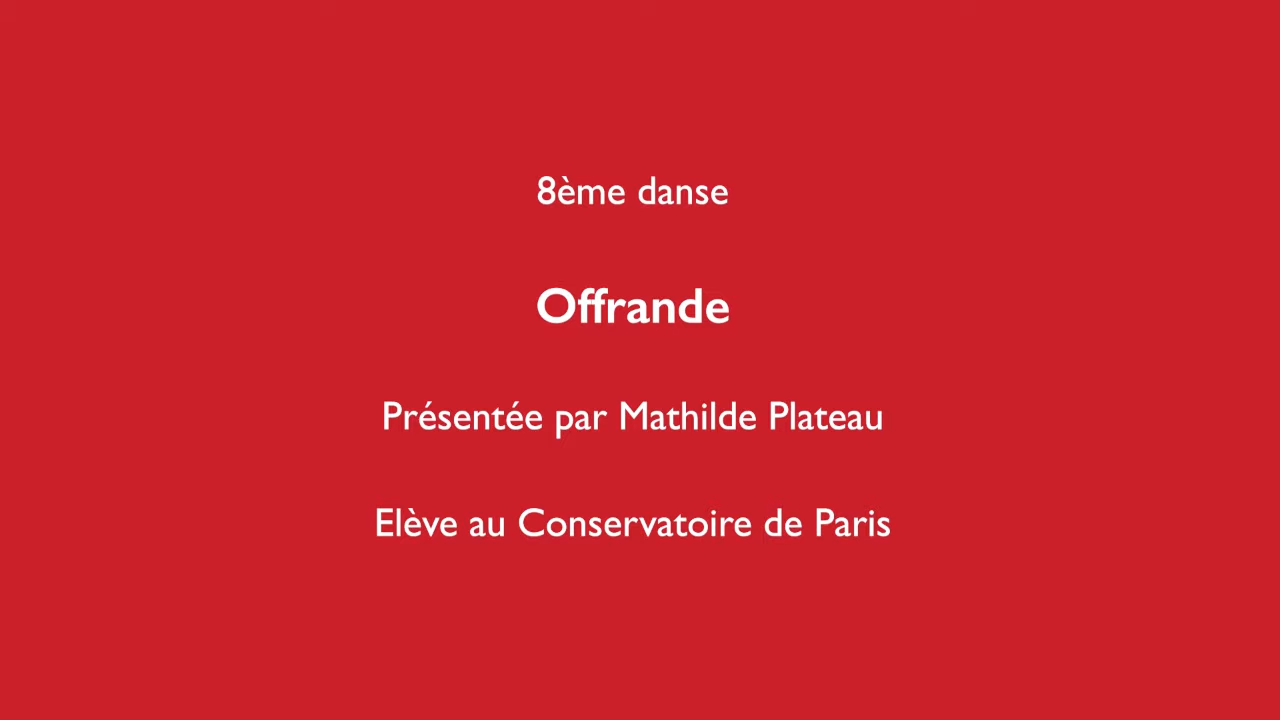 8ème danse
Offrande
Présentée par Mathilde Plateau
Elève au Conservatoire de Paris